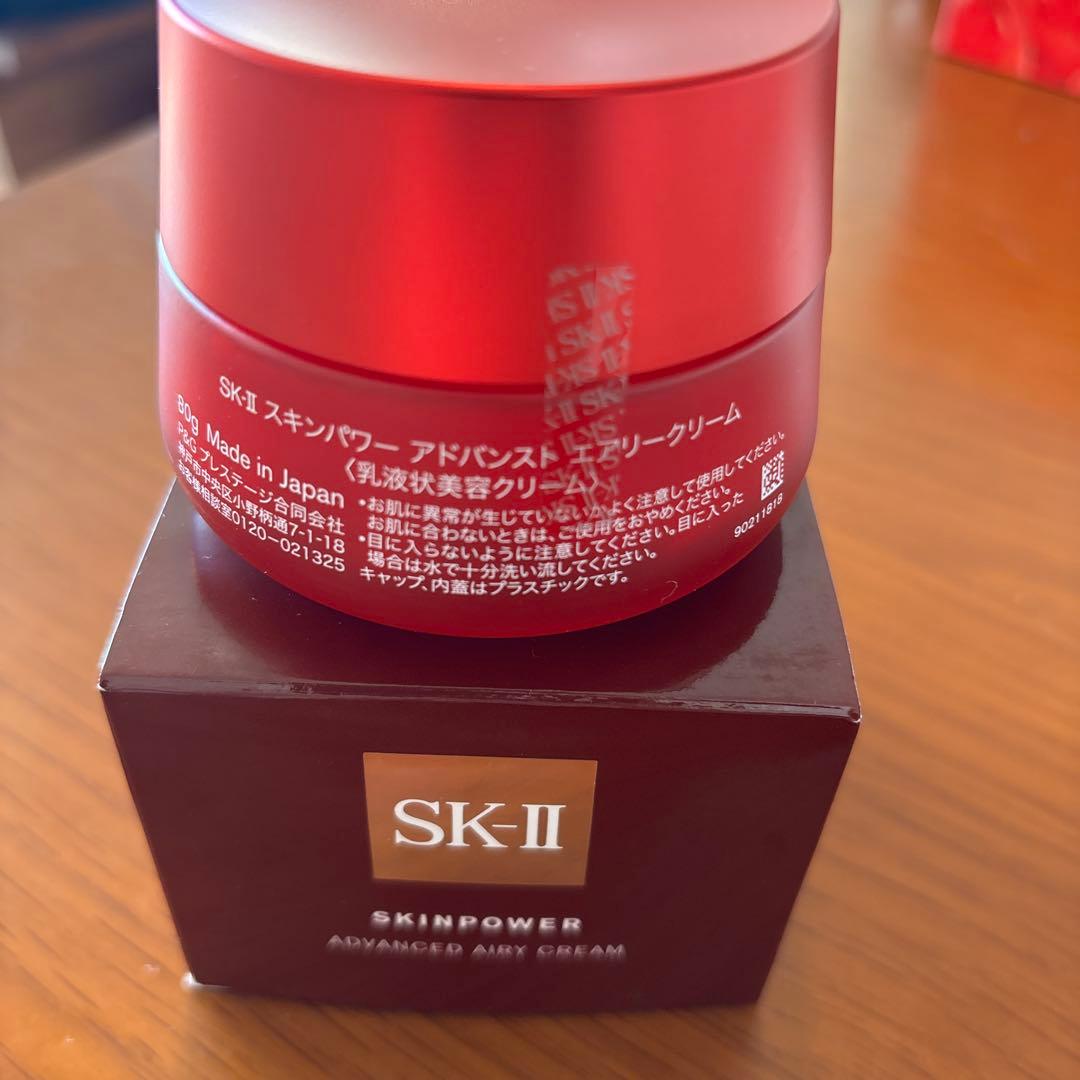 SK-II スキンパワー アドバンスト エアリークリーム
〈乳液状美容クリーム〉
80g Made in Japan
P&G プレステージ合同会社
神戸市中央区小野柄通7-1-18
お客様相談室0120-021325
•お肌に異常が生じていないかよく注意して使用してください。
お肌に合わないときは、ご使用をおやめください。
•目に入らないように注意してください。目に入った
場合は水で十分洗い流してください。
キャップ、内蓋はプラスチックです。
90211818
SK-II
SK-II
SK-II
SKINPOWER
ADVANCED AIRY CREAM